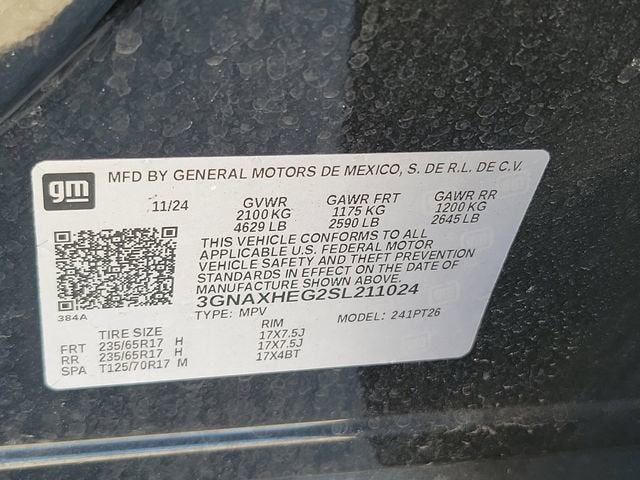 gm
MFD BY GENERAL MOTORS DE MEXICO, S. DE R.L. DE C.V.
11/24 GVWR GAWR FRT GAWR RR
2100 KG 1175 KG 1200 KG
4629 LB 2590 LB 2645 LB
THIS VEHICLE CONFORMS TO ALL
APPLICABLE U.S. FEDERAL MOTOR
VEHICLE SAFETY AND THEFT PREVENTION
STANDARDS IN EFFECT ON THE DATE OF
MANUFACTURE SHOWN ABOVE.
3GNAXHEG2SL211024
384A
TYPE: MPV MODEL: 241PT26
TIRE SIZE RIM
FRT 235/65R17 H 17X7.5J
RR 235/65R17 H 17X7.5J
SPA T125/70R17 M 17X4BT